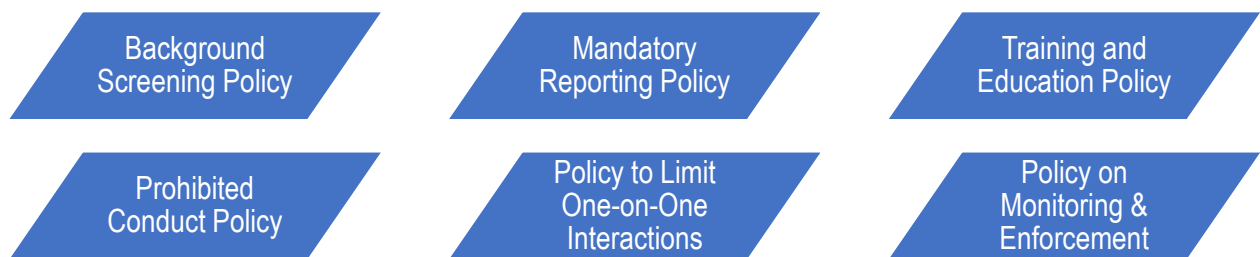 Background
Screening Policy
Mandatory
Reporting Policy
Training and
Education Policy
Prohibited
Conduct Policy
Policy to Limit
One-on-One
Interactions
Policy on
Monitoring &
Enforcement